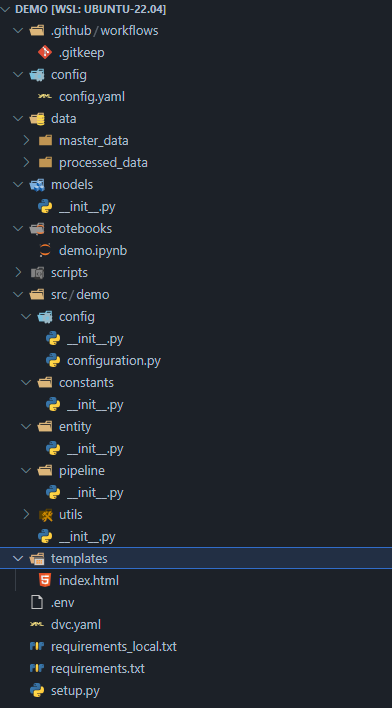 DEMO [WSL: UBUNTU-22.04]
.github / workflows
.gitkeep
config
config.yaml
data
master_data
processed_data
models
__init__.py
notebooks
demo.ipynb
scripts
src / demo
config
__init__.py
configuration.py
constants
__init__.py
entity
__init__.py
pipeline
__init__.py
utils
__init__.py
templates
index.html
.env
dvc.yaml
requirements_local.txt
requirements.txt
setup.py